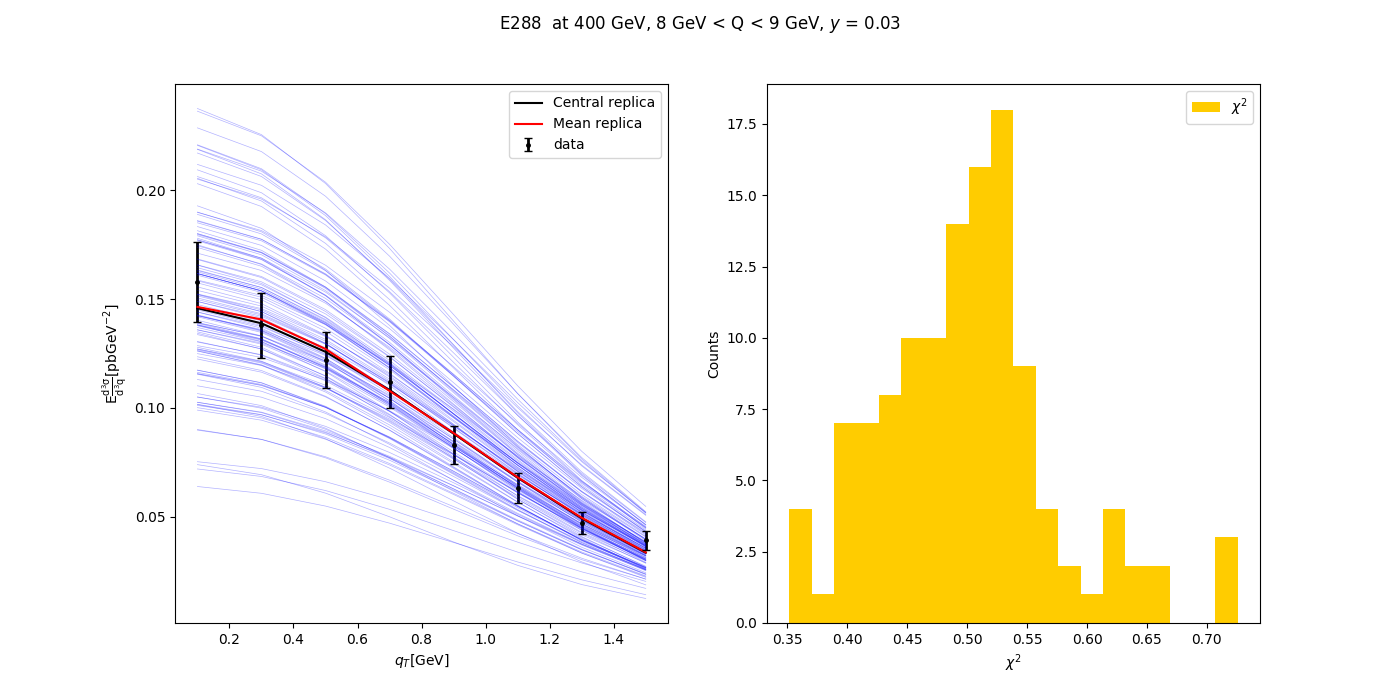 E288  at 400 GeV, 8 GeV < Q < 9 GeV, y = 0.03
Central replica
Mean replica
data
0.20
0.15
0.10
0.05
E d³σ/d³q [pbGeV⁻²]
0.2 0.4 0.6 0.8 1.0 1.2 1.4
q_T[GeV]
χ²
17.5
15.0
12.5
10.0
7.5
5.0
2.5
0.0
Counts
0.35 0.40 0.45 0.50 0.55 0.60 0.65 0.70
χ²